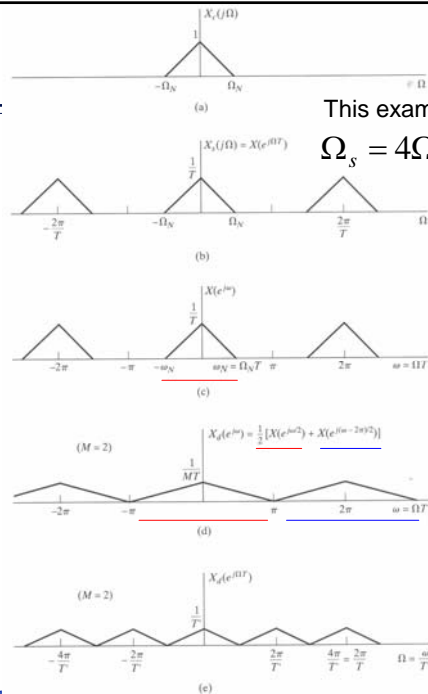 X_c(jΩ)
1
-Ω_N Ω_N Ω
(a)
This exam
Ω_s = 4Ω
X_s(jΩ) = X(e^{jΩT})
1/T
-2π/T -Ω_N Ω_N 2π/T Ω
(b)
X(e^{jω})
1/T
-2π -π -ω_N ω_N = Ω_N T π 2π ω = ΩT
(c)
X_d(e^{jω}) = 1/2 [X(e^{jω/2}) + X(e^{j(ω - 2π)/2})]
(M = 2)
1/MT
-2π -π π 2π ω = ΩT
(d)
X_d(e^{jΩT'})
(M = 2)
1/T'
-4π/T' -2π/T' 2π/T' 4π/T' = 2π/T Ω = ω/T'
(e)